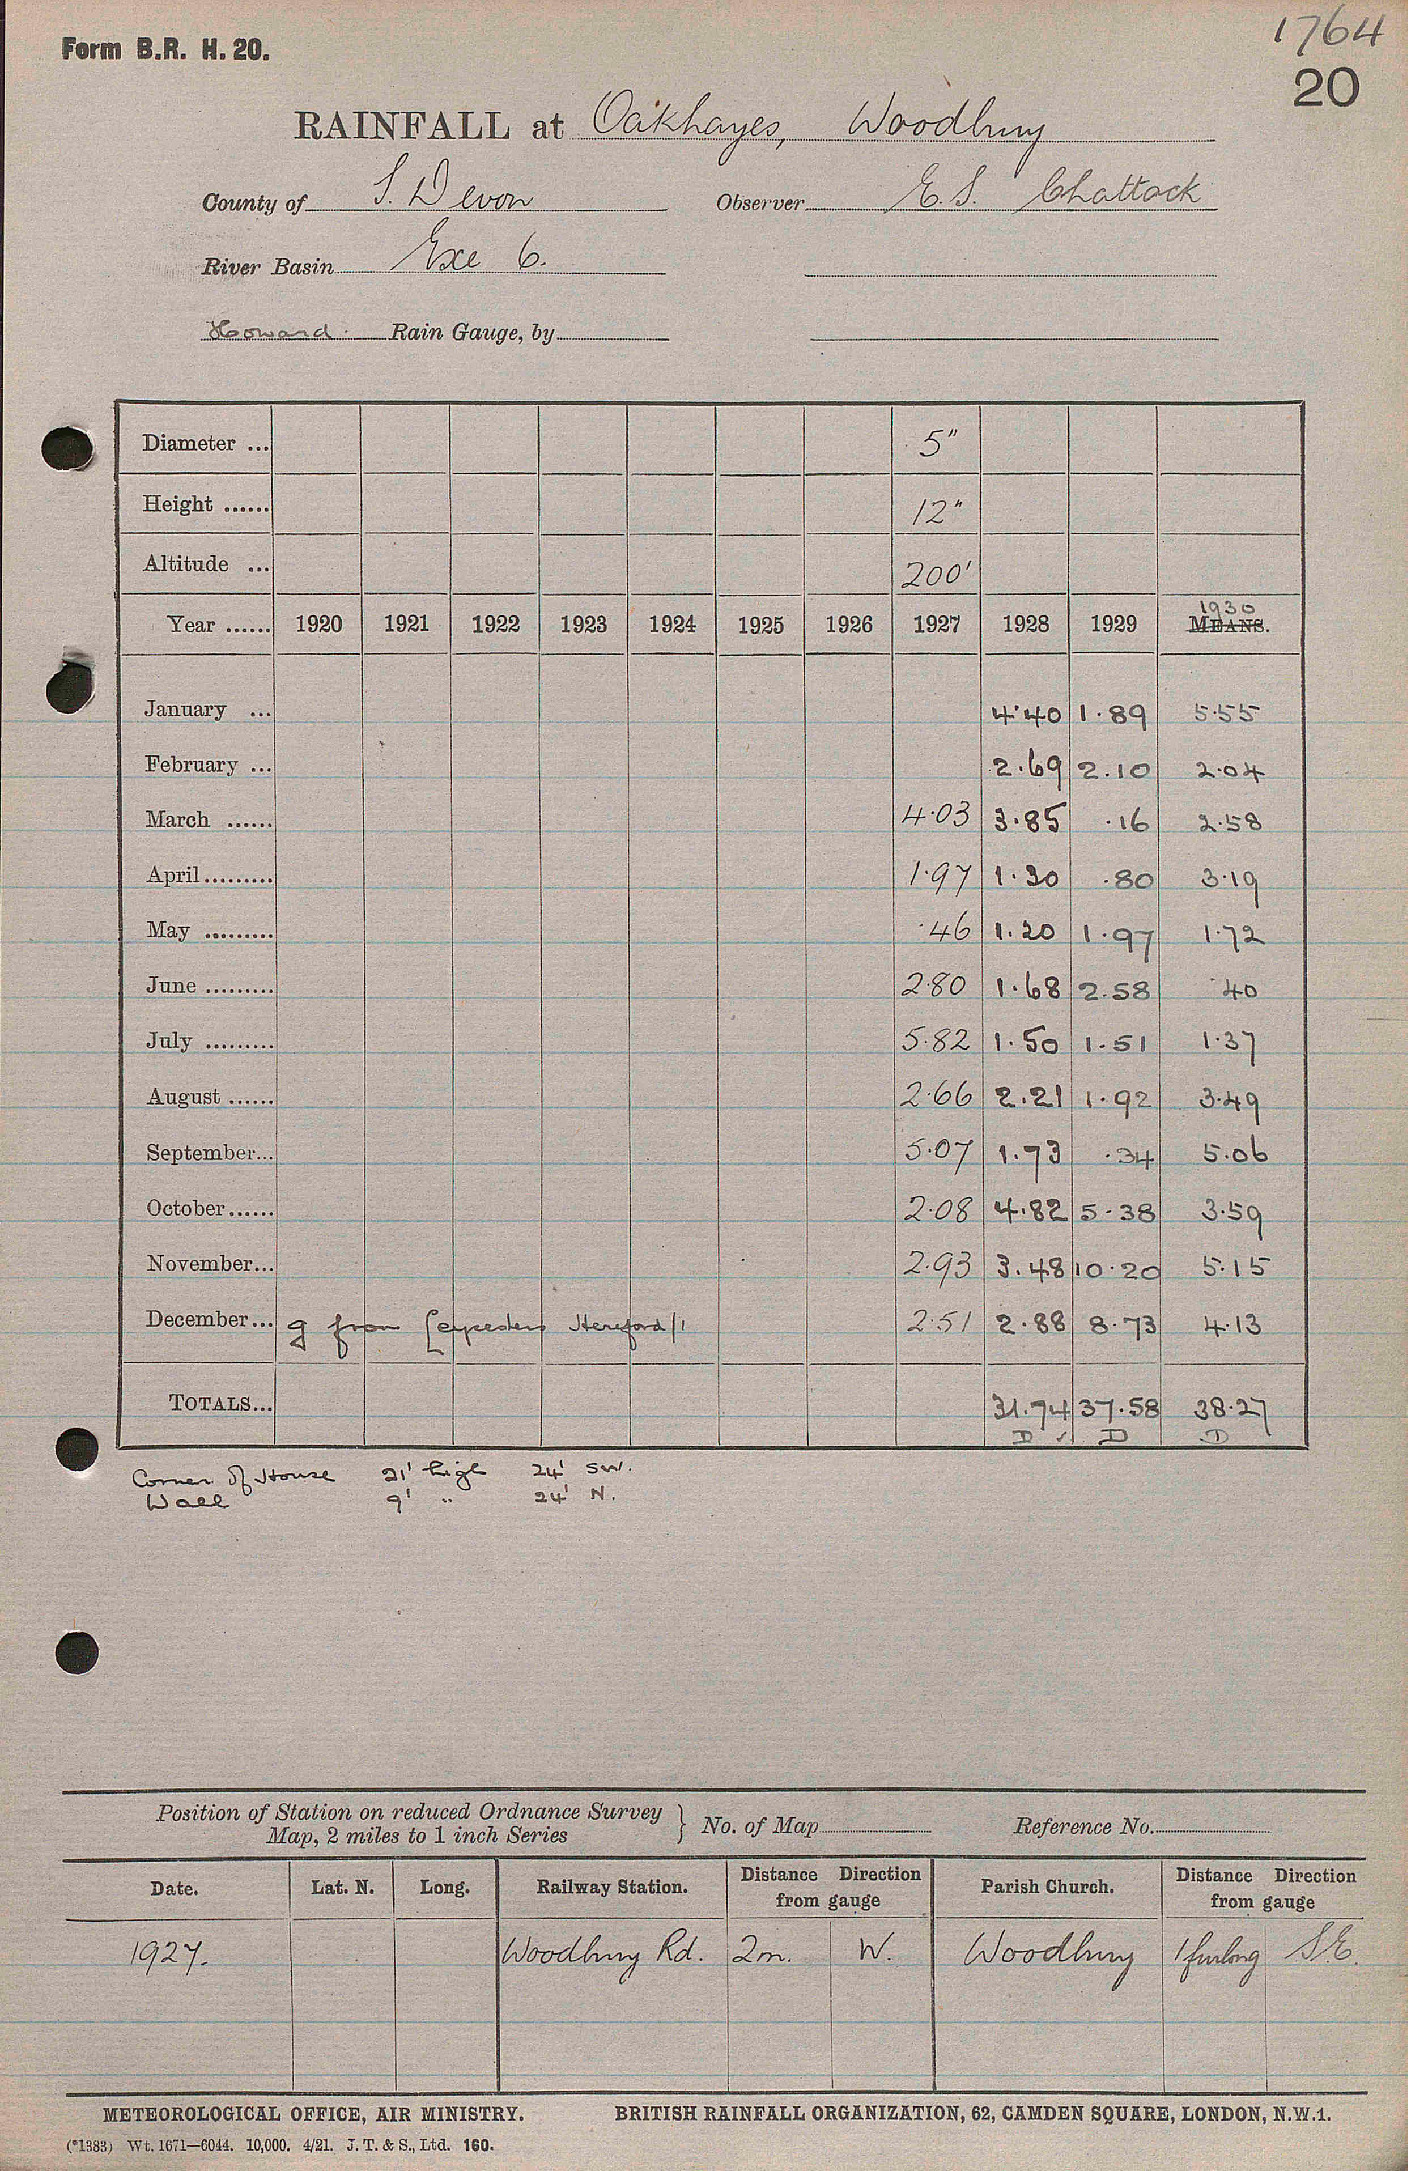 1764
Form B.R. H. 20.
20
RAINFALL at Oakhayes, Woodbury
County of S. Devon Observer E. S. Chattock
River Basin Exe 6.
Howard Rain Gauge, by
Diameter ... 5"
Height ...... 12"
Altitude ... 200'
1930
Year ...... 1920 1921 1922 1923 1924 1925 1926 1927 1928 1929 MEANS.
January ... 4.40 1.89 5.55
February ... 2.69 2.10 2.04
March ...... 4.03 3.85 .16 2.58
April ......... 1.97 1.30 .80 3.19
May ......... .46 1.20 1.97 1.72
June ......... 2.80 1.68 2.58 .40
July ......... 5.82 1.50 1.51 1.37
August ...... 2.66 2.21 1.92 3.49
September... 5.07 1.73 .34 5.06
October ...... 2.08 4.82 5.38 3.59
November... 2.93 3.48 10.20 5.15
December... g from Hereford 2.51 2.88 8.73 4.13
TOTALS... 31.74 37.58 38.27
D ✓ D D
Corner of House 21' high 24' SW.
Wall 9' " 24' N.
Position of Station on reduced Ordnance Survey
Map, 2 miles to 1 inch Series } No. of Map Reference No.
Date. Lat. N. Long. Railway Station. Distance Direction from gauge Parish Church. Distance Direction from gauge
1927. Woodbury Rd. 2m. W. Woodbury 1 furlong S.E.
METEOROLOGICAL OFFICE, AIR MINISTRY. BRITISH RAINFALL ORGANIZATION, 62, CAMDEN SQUARE, LONDON, N.W.1.
(*1383) Wt. 1671—6044. 10,000. 4/21. J. T. & S., Ltd. 160.